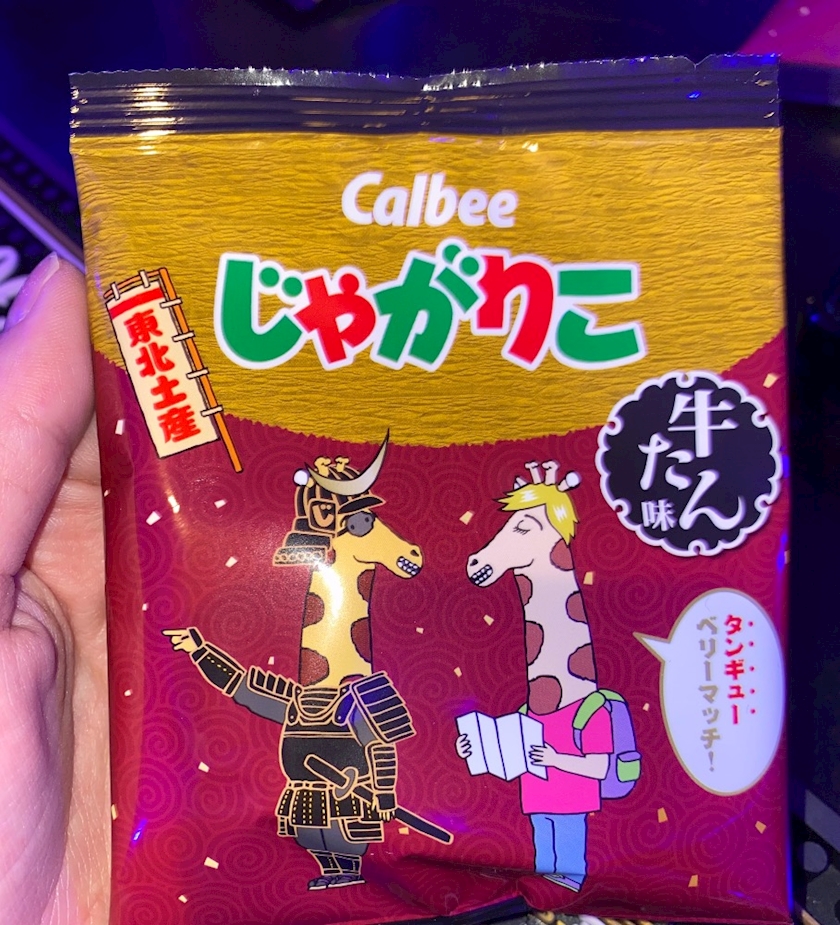 Calbee
じゃがりこ
東北土産
牛たん味
じ
タンギュー
ベリーマッチ!